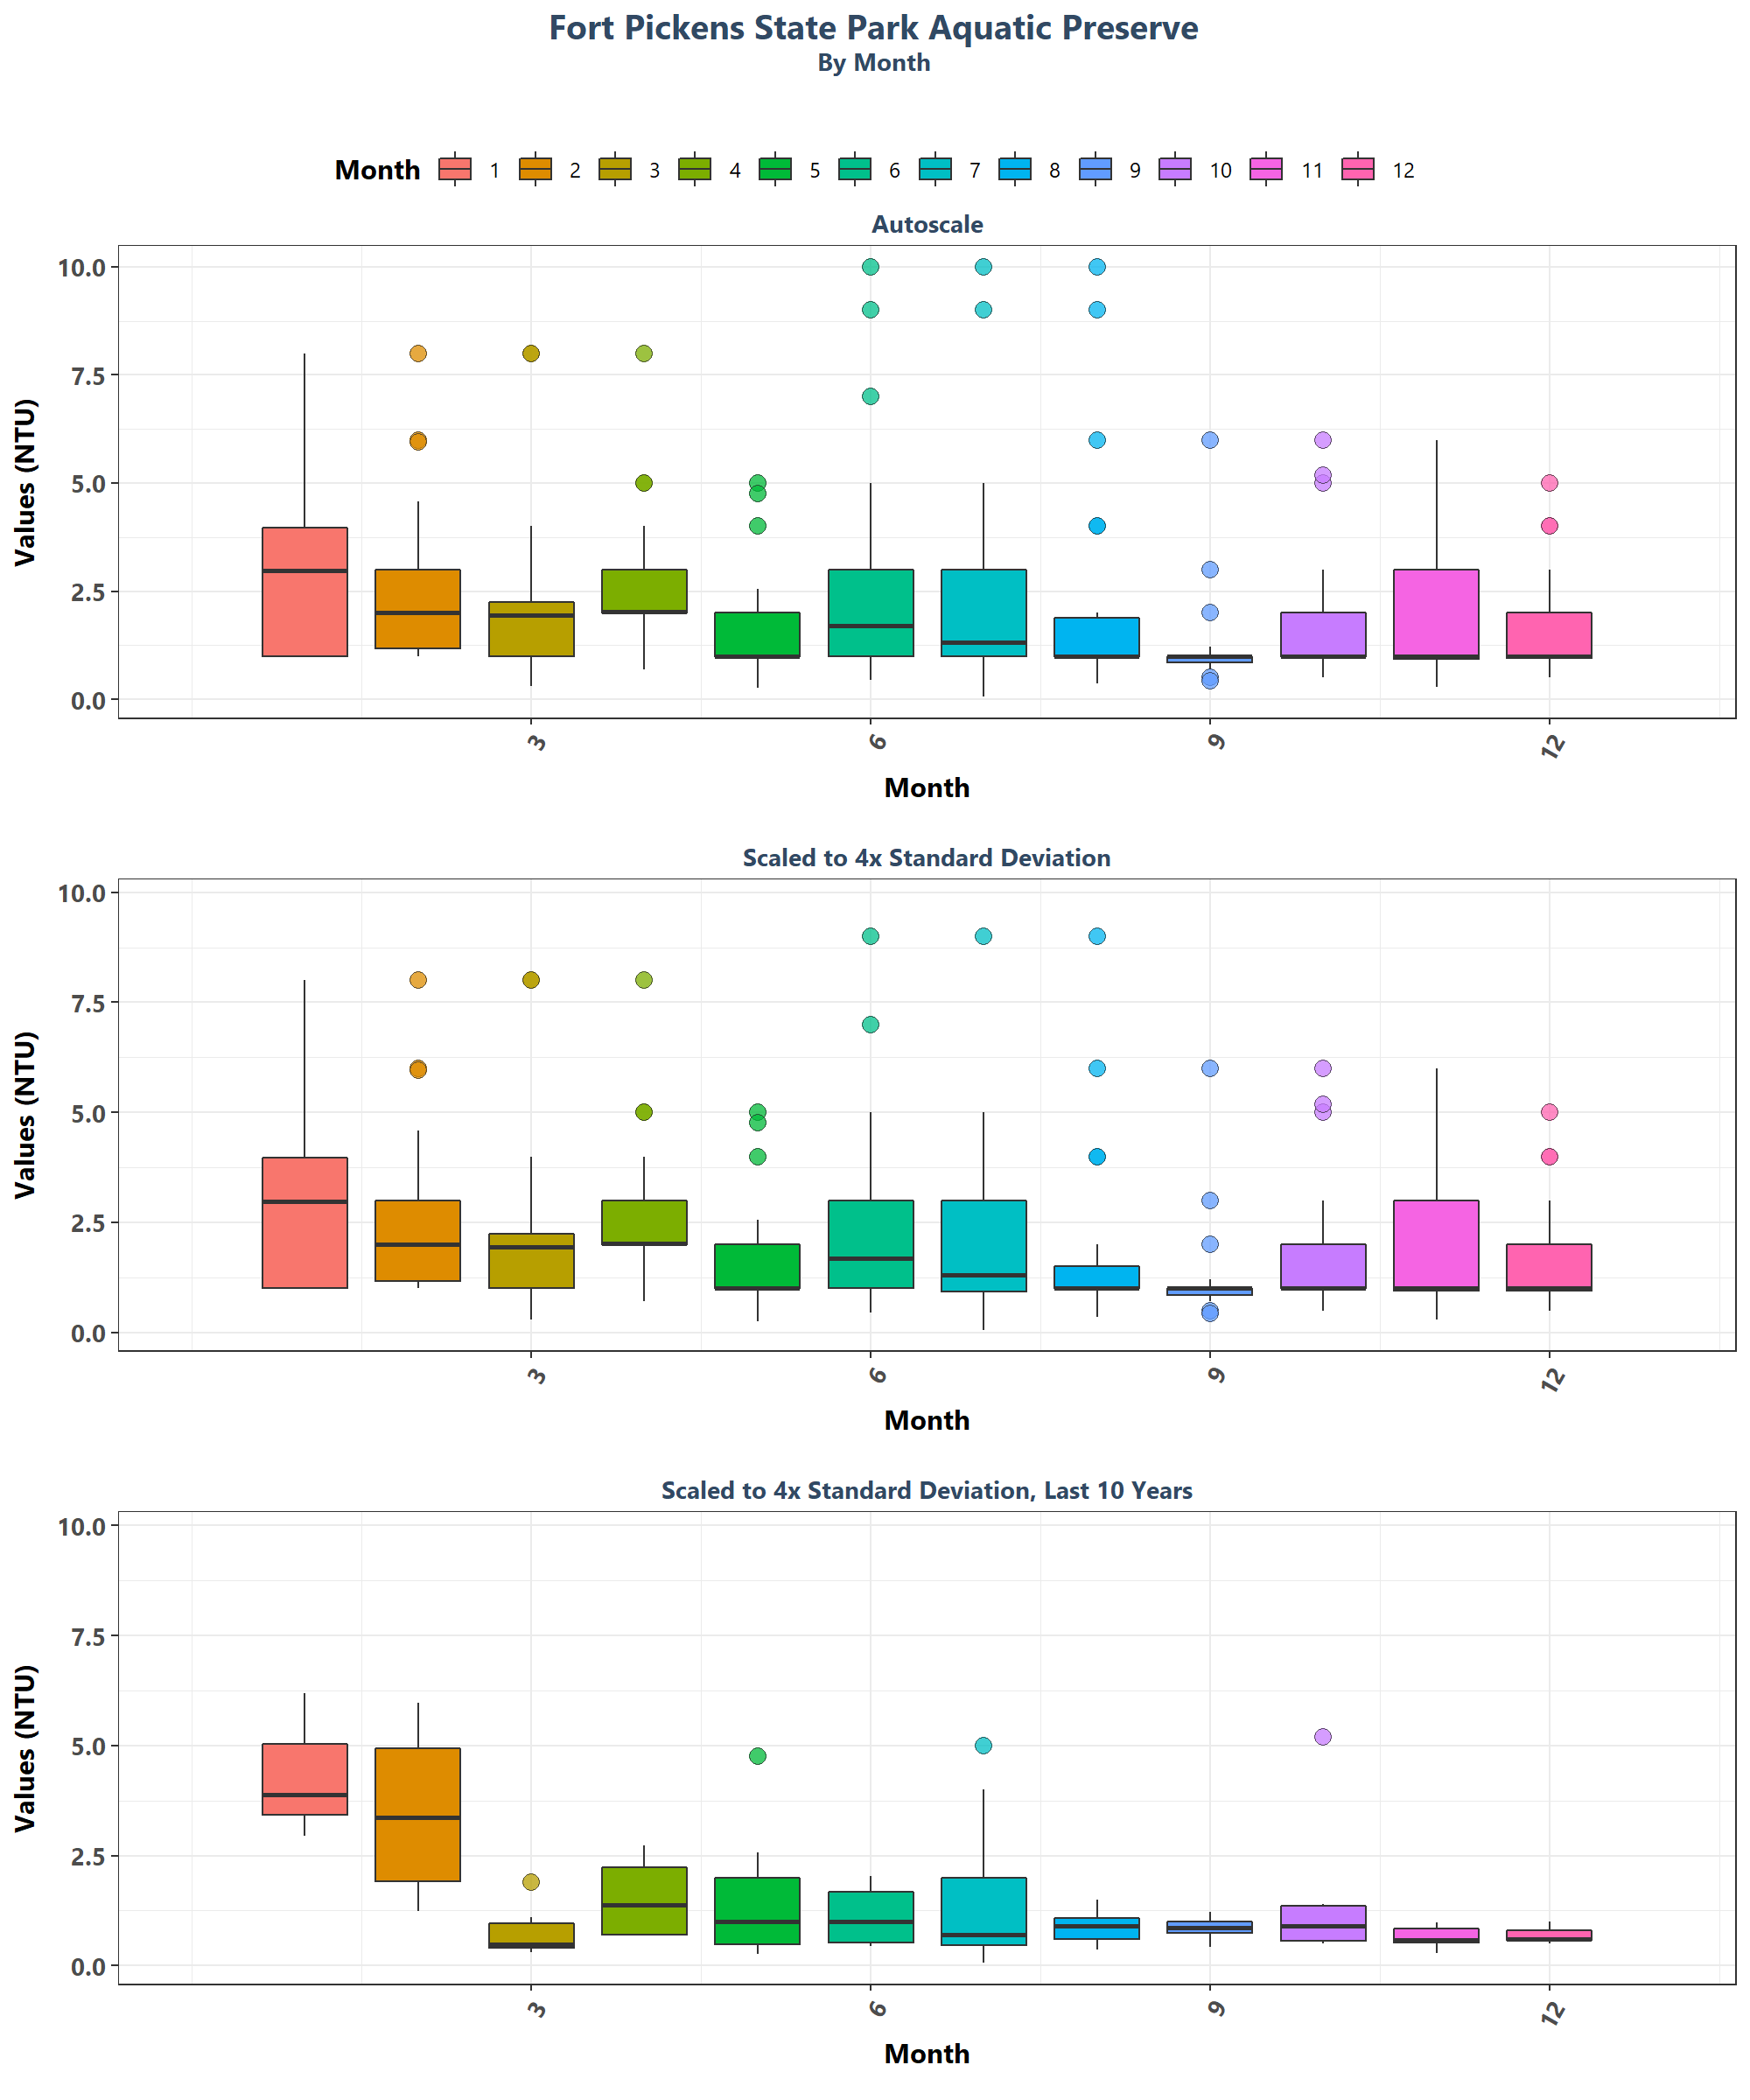 Fort Pickens State Park Aquatic Preserve
By Month
Month 1 2 3 4 5 6 7 8 9 10 11 12
Autoscale
Values (NTU)
10.0
7.5
5.0
2.5
0.0
3 6 9 12
Month
Scaled to 4x Standard Deviation
Values (NTU)
10.0
7.5
5.0
2.5
0.0
3 6 9 12
Month
Scaled to 4x Standard Deviation, Last 10 Years
Values (NTU)
10.0
7.5
5.0
2.5
0.0
3 6 9 12
Month